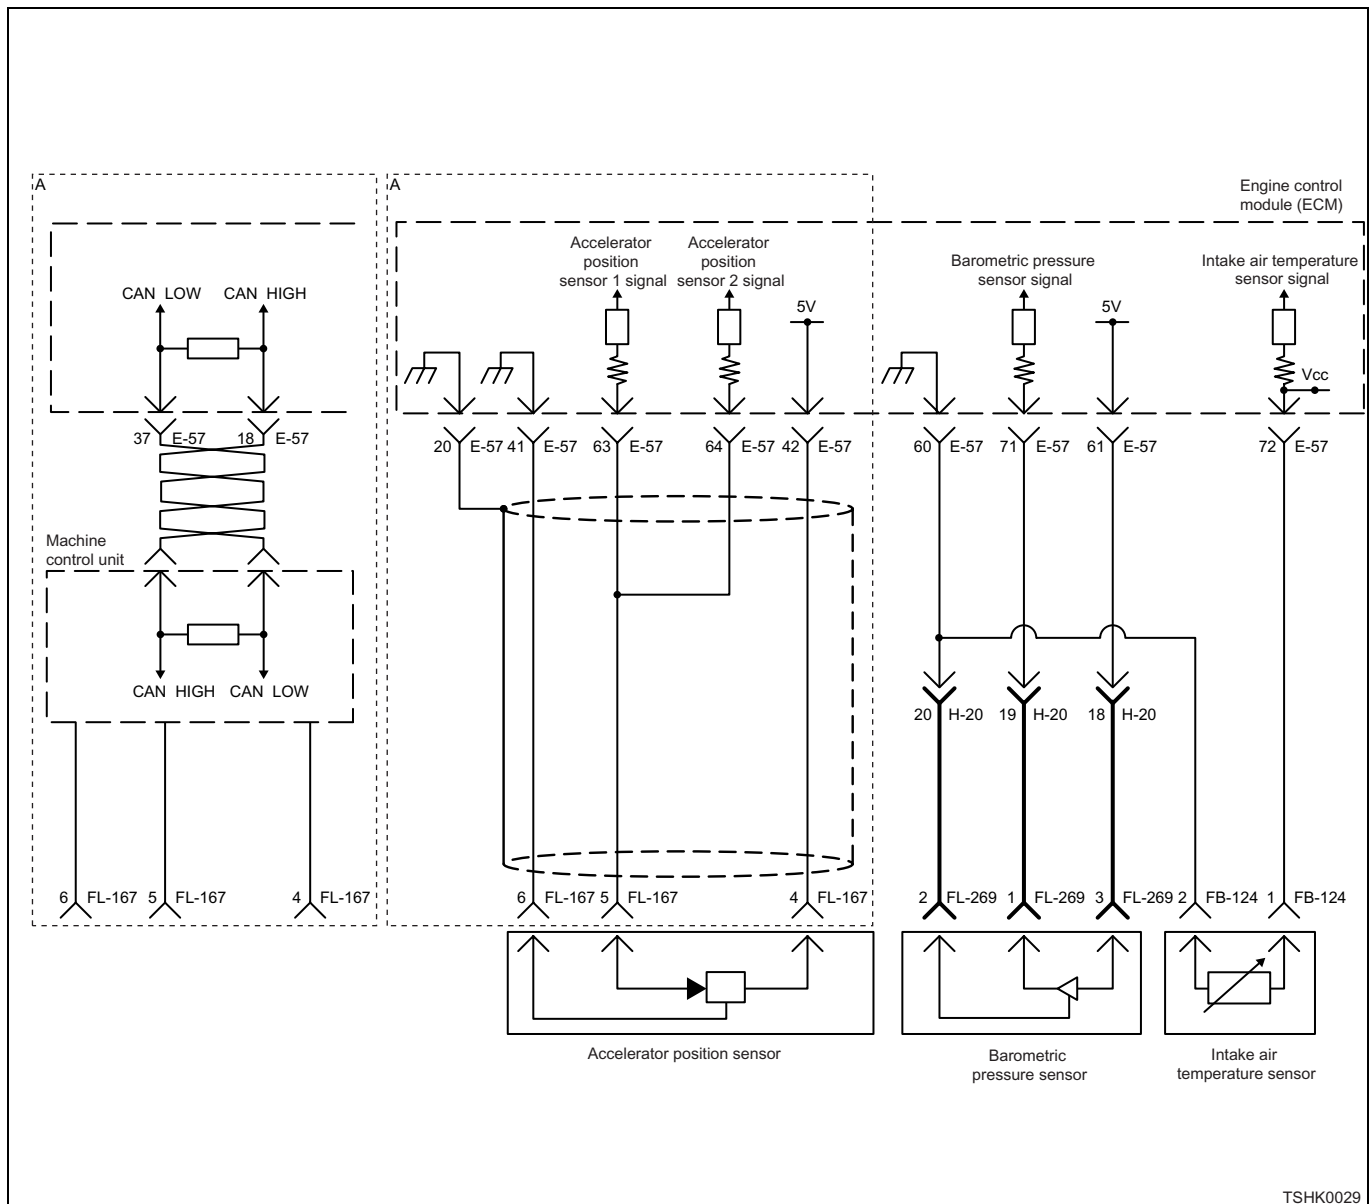 A
A
Engine control
module (ECM)
Accelerator
position
sensor 1 signal
Accelerator
position
sensor 2 signal
Barometric pressure
sensor signal
Intake air temperature
sensor signal
CAN LOW
CAN HIGH
5V
5V
Vcc
37 E-57
18 E-57
20 E-57
41 E-57
63 E-57
64 E-57
42 E-57
60 E-57
71 E-57
61 E-57
72 E-57
Machine
control unit
CAN HIGH
CAN LOW
20 H-20
19 H-20
18 H-20
6 FL-167
5 FL-167
4 FL-167
6 FL-167
5 FL-167
4 FL-167
2 FL-269
1 FL-269
3 FL-269
2 FB-124
1 FB-124
Accelerator position sensor
Barometric
pressure sensor
Intake air
temperature sensor
TSHK0029